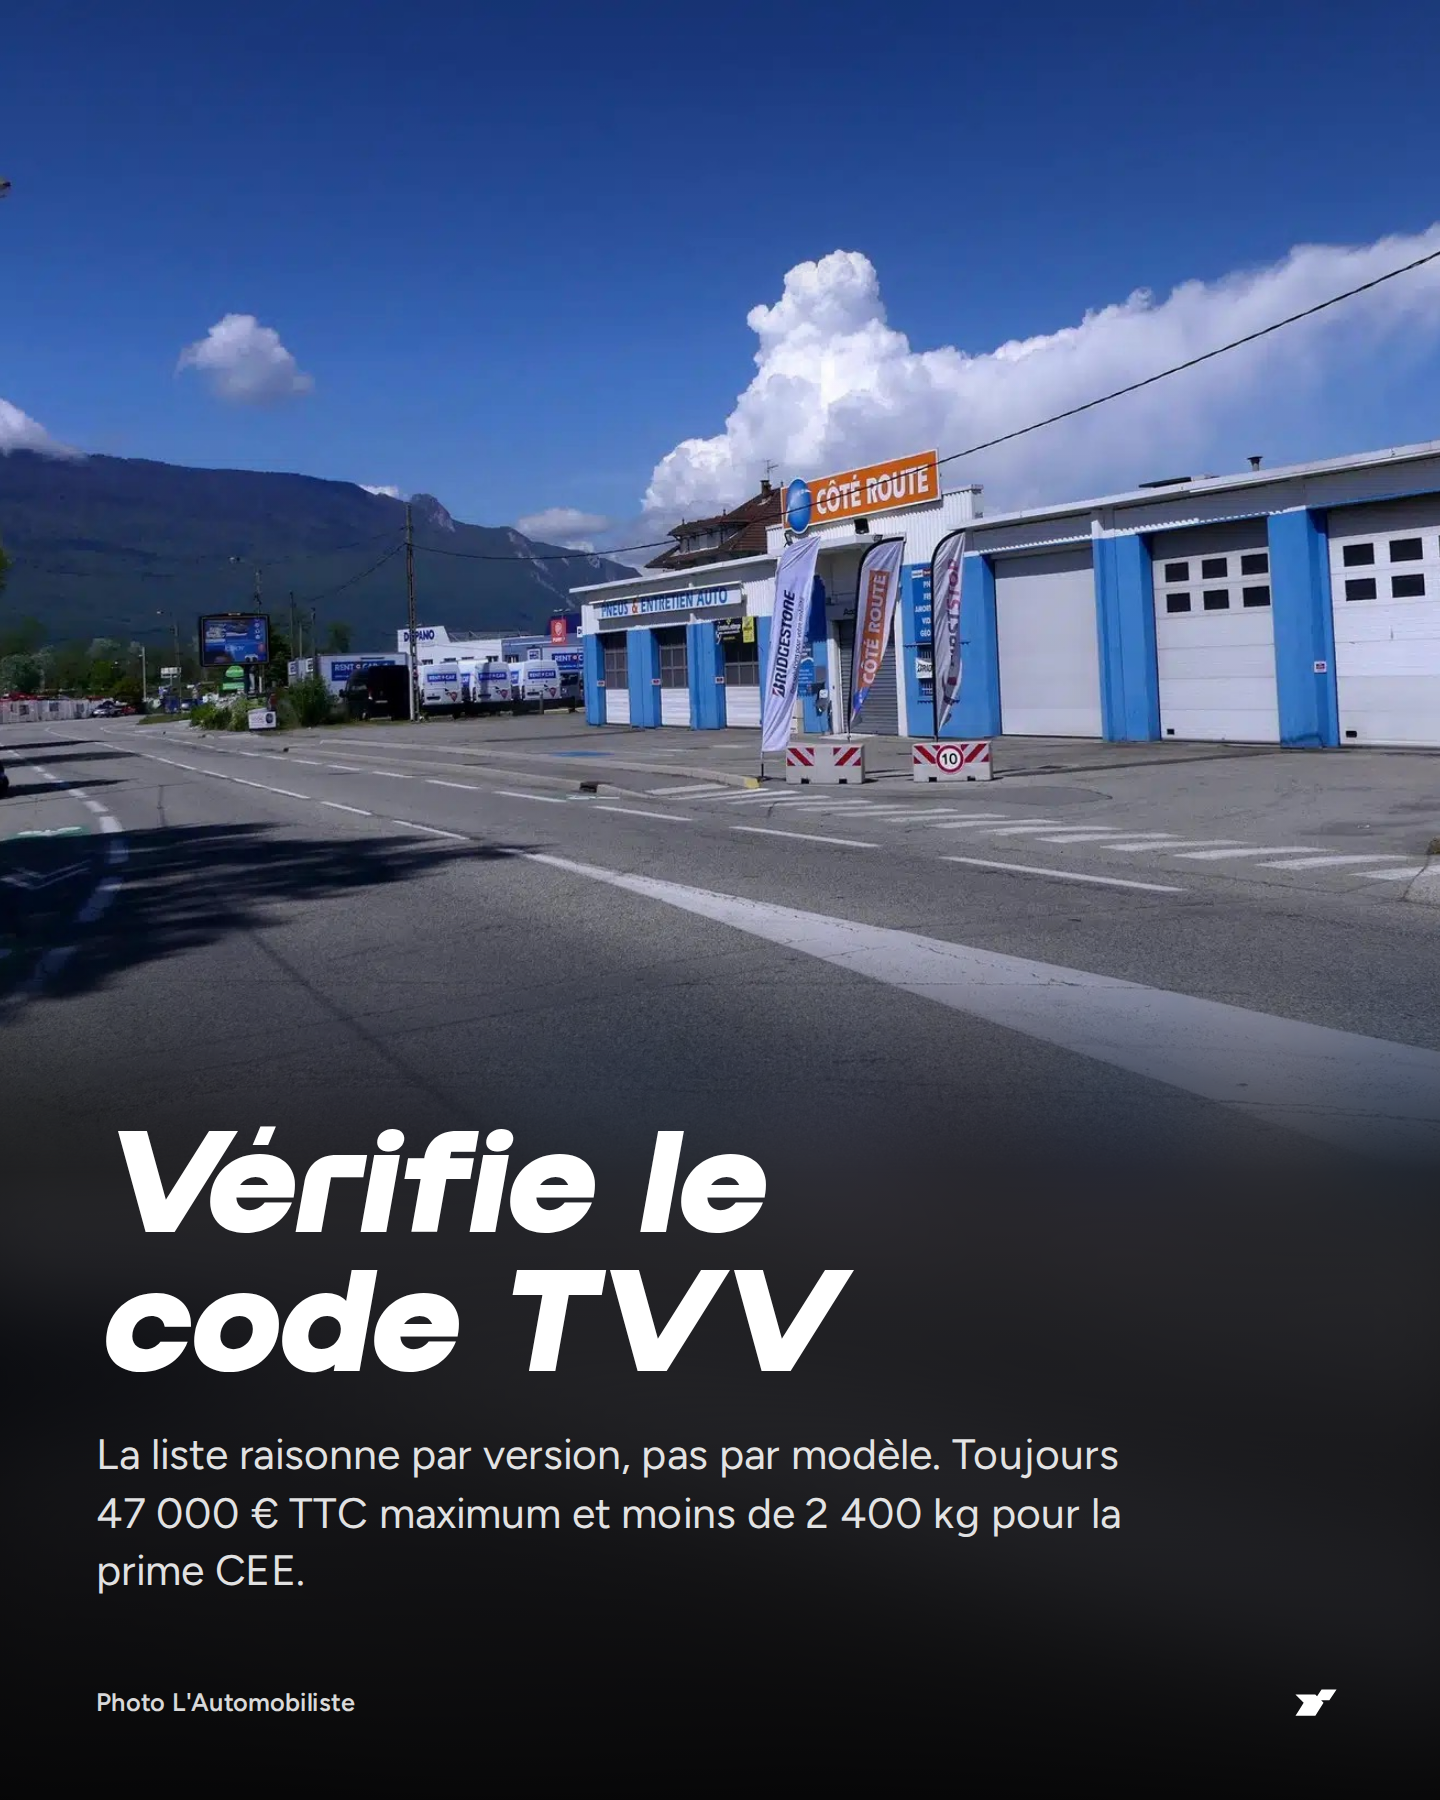 CÔTÉ ROUTE
PNEUS & ENTRETIEN AUTO
BRIDGESTONE
CÔTÉ ROUTE
RENT A CAR
10
Vérifie le
code TVV
La liste raisonne par version, pas par modèle. Toujours
47 000 € TTC maximum et moins de 2 400 kg pour la
prime CEE.
Photo L'Automobiliste